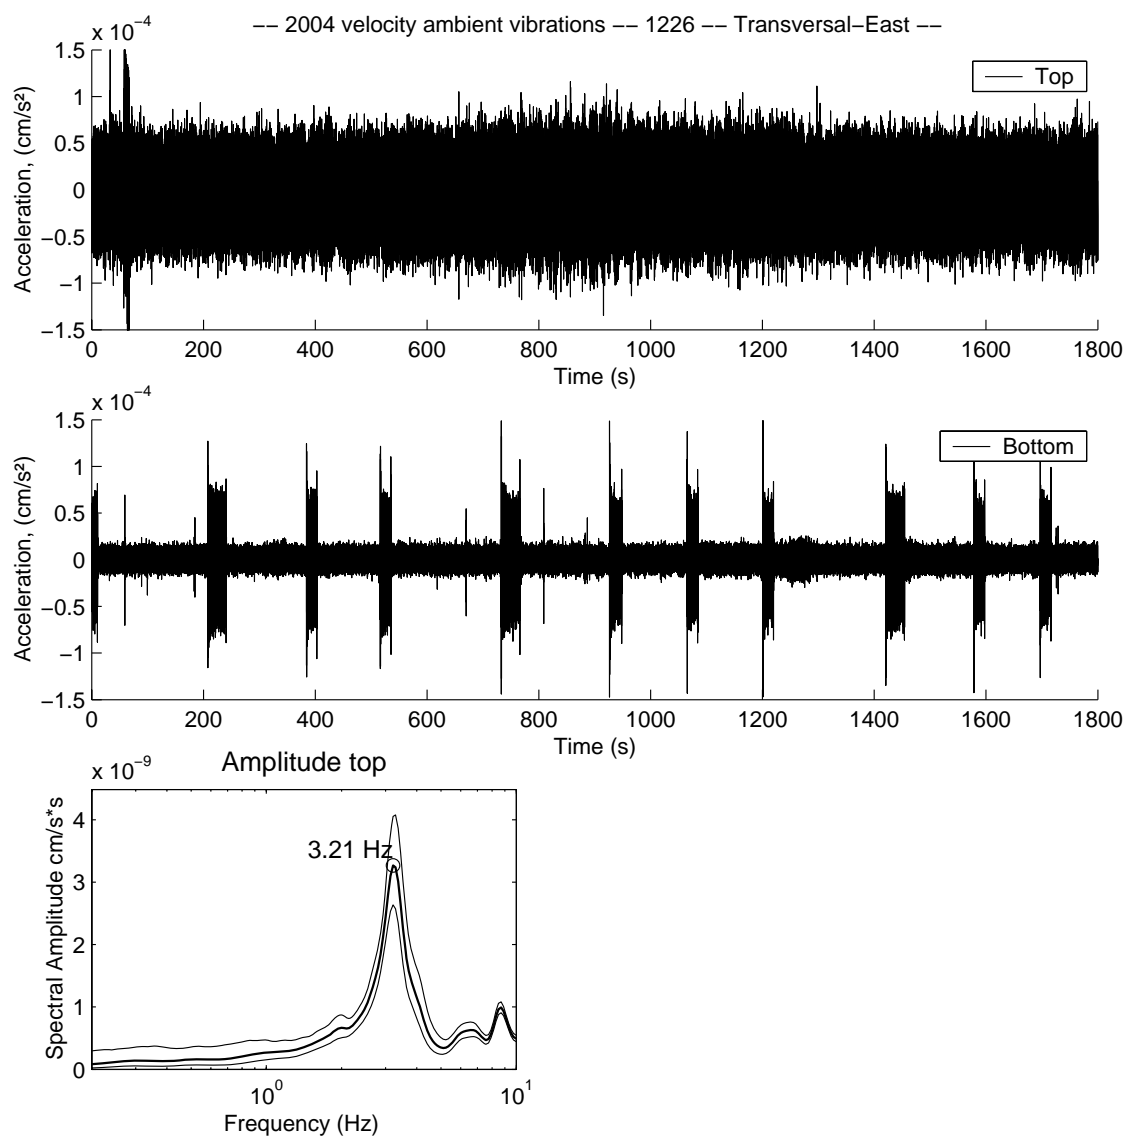 −− 2004 velocity ambient vibrations −− 1226 −− Transversal−East −−
x 10⁻⁴
1.5
1
0.5
0
−0.5
−1
−1.5
Acceleration, (cm/s²)
Top
0 200 400 600 800 1000 1200 1400 1600 1800
Time (s)
x 10⁻⁴
1.5
1
0.5
0
−0.5
−1
−1.5
Acceleration, (cm/s²)
Bottom
0 200 400 600 800 1000 1200 1400 1600 1800
Time (s)
Amplitude top
x 10⁻⁹
4
3
2
1
0
Spectral Amplitude cm/s*s
3.21 Hz
10⁰ 10¹
Frequency (Hz)